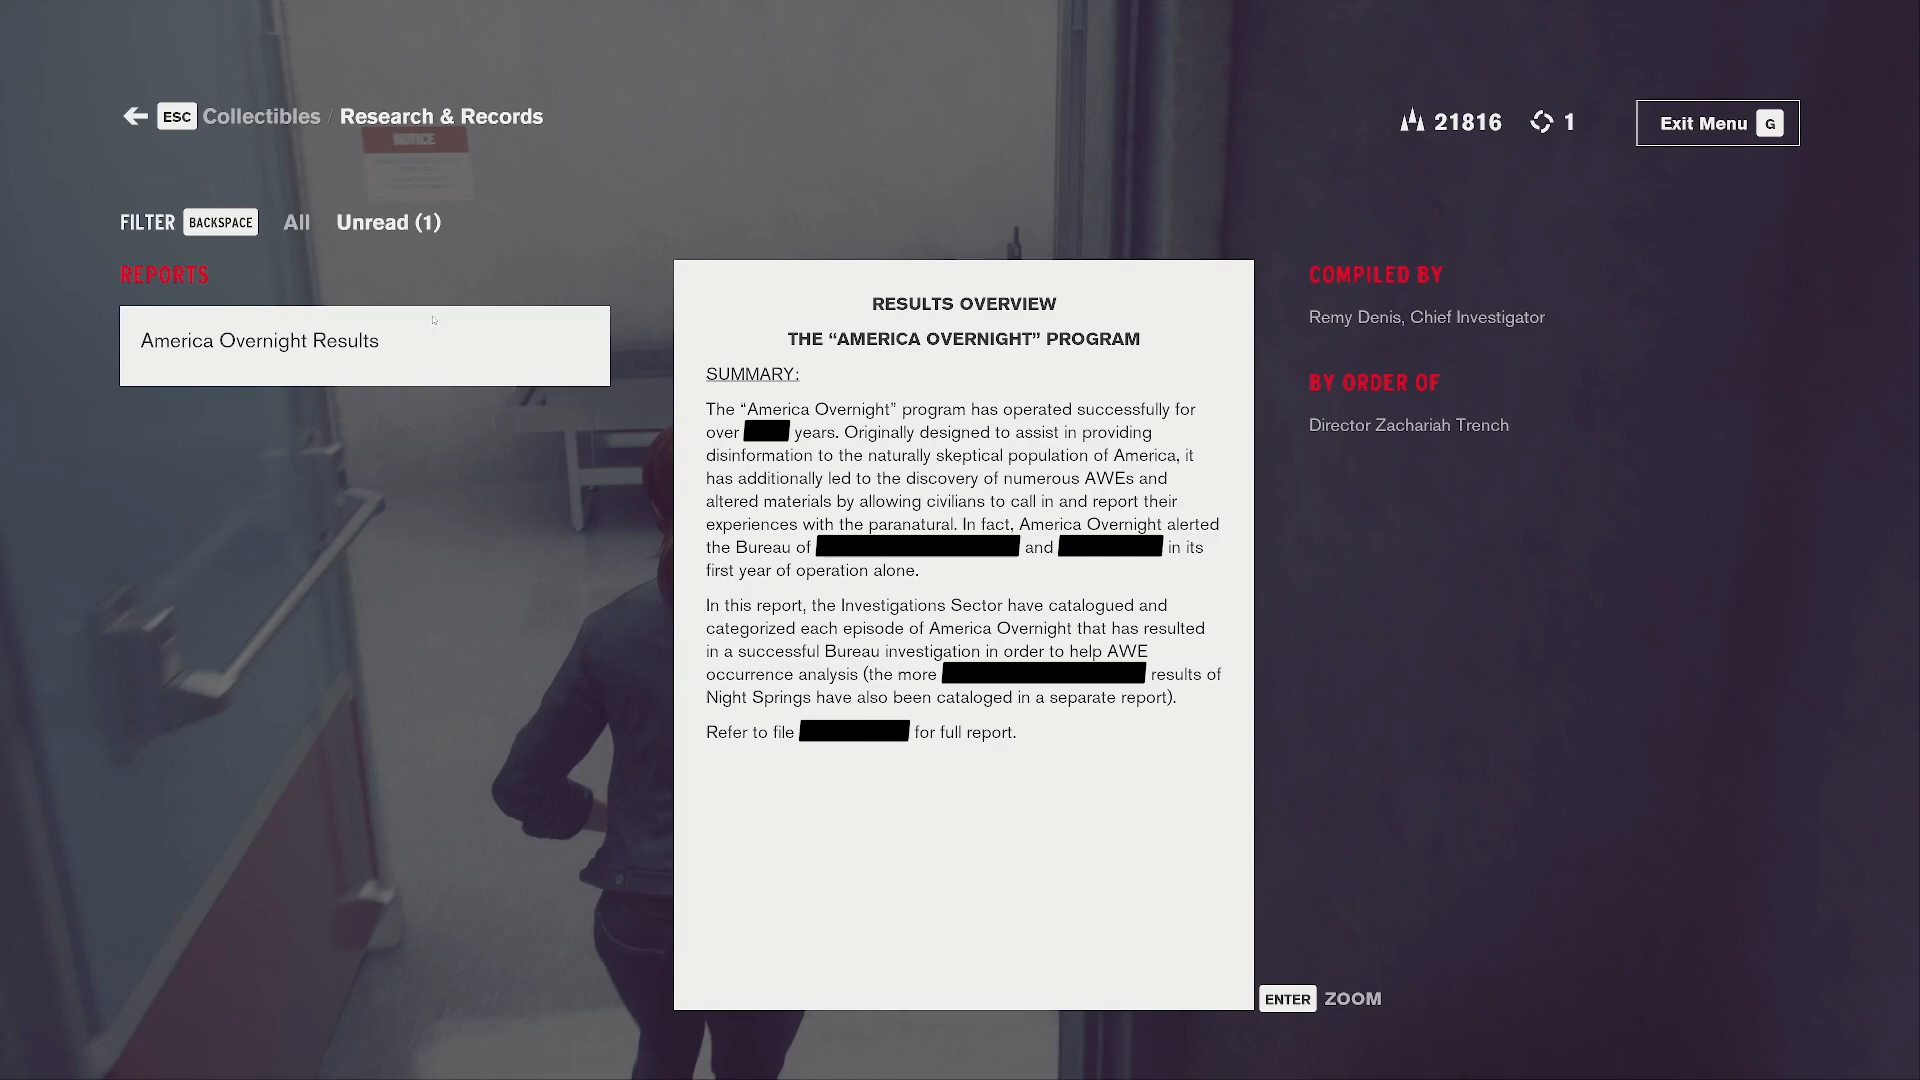 ESC Collectibles / Research & Records
21816 1 Exit Menu G
NOTICE
FILTER BACKSPACE All Unread (1)
REPORTS
America Overnight Results
RESULTS OVERVIEW
THE “AMERICA OVERNIGHT” PROGRAM
SUMMARY:
The “America Overnight” program has operated successfully for
over years. Originally designed to assist in providing
disinformation to the naturally skeptical population of America, it
has additionally led to the discovery of numerous AWEs and
altered materials by allowing civilians to call in and report their
experiences with the paranatural. In fact, America Overnight alerted
the Bureau of and in its
first year of operation alone.
In this report, the Investigations Sector have catalogued and
categorized each episode of America Overnight that has resulted
in a successful Bureau investigation in order to help AWE
occurrence analysis (the more results of
Night Springs have also been cataloged in a separate report).
Refer to file for full report.
COMPILED BY
Remy Denis, Chief Investigator
BY ORDER OF
Director Zachariah Trench
ENTER ZOOM